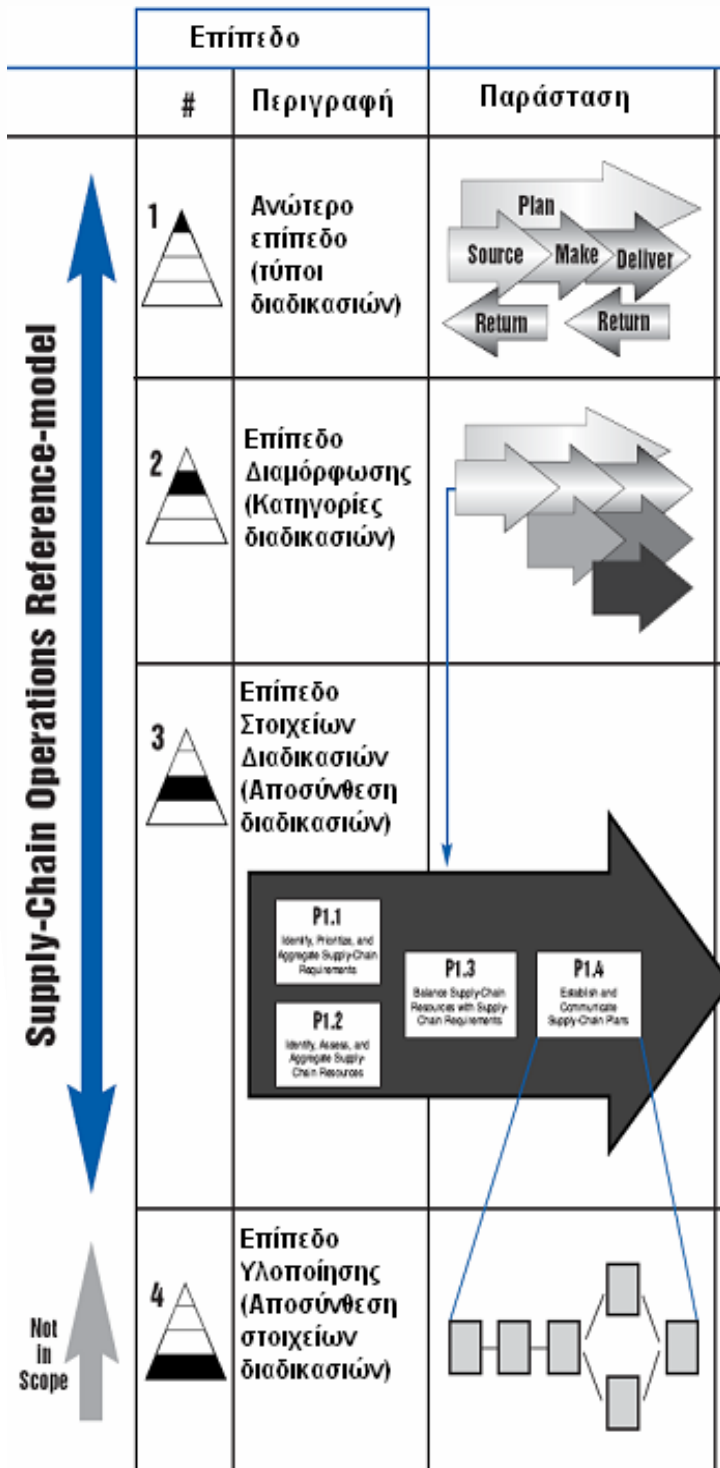 Επίπεδο
# Περιγραφή Παράσταση
Supply-Chain Operations Reference-model
1
Ανώτερο
επίπεδο
(τύποι
διαδικασιών)
Plan
Source Make Deliver
Return Return
2
Επίπεδο
Διαμόρφωσης
(Κατηγορίες
διαδικασιών)
3
Επίπεδο
Στοιχείων
Διαδικασιών
(Αποσύνθεση
διαδικασιών)
P1.1
Identify, Prioritize, and
Aggregate Supply-Chain
Requirements
P1.2
Identify, Assess, and
Aggregate Supply-
Chain Resources
P1.3
Balance Supply-Chain
Resources with Supply-
Chain Requirements
P1.4
Establish and
Communicate
Supply-Chain Plans
Not
in
Scope
4
Επίπεδο
Υλοποίησης
(Αποσύνθεση
στοιχείων
διαδικασιών)